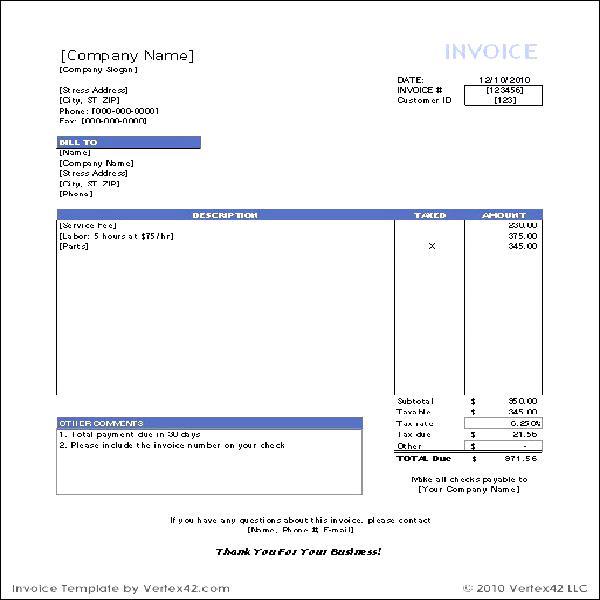 [Company Name]
INVOICE
[Company Slogan]
DATE: 12/10/2010
[Stress Address]
INVOICE # [123456]
[City, ST ZIP]
Customer ID [123]
Phone: [000-000-0000]
Fax: [000-000-0000]
BILL TO
[Name]
[Company Name]
[Stress Address]
[City, ST ZIP]
[Phone]
DESCRIPTION TAXED AMOUNT
[Service Fee] 230.00
[Labor: 5 hours at $75/hr] 375.00
[Parts] X 345.00
Subtotal $ 950.00
Taxable $ 345.00
OTHER COMMENTS
Tax rate 6.250%
1. Total payment due in 30 days
Tax due $ 21.56
2. Please include the invoice number on your check
Other $ -
TOTAL Due $ 971.56
Make all checks payable to
[Your Company Name]
If you have any questions about this invoice, please contact
[Name, Phone #, E-mail]
Thank You For Your Business!
Invoice Template by Vertex42.com
© 2010 Vertex42 LLC